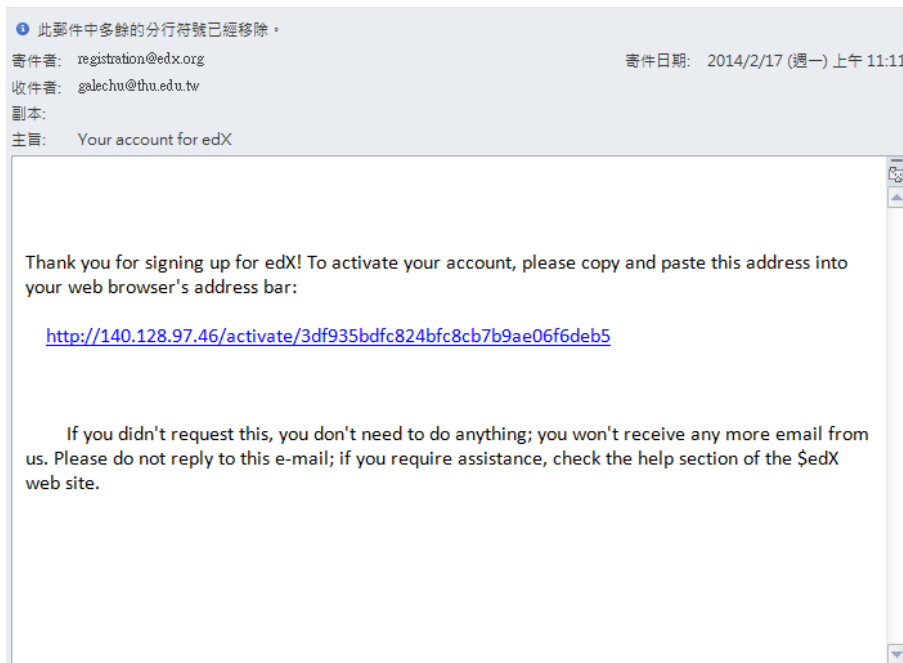 此郵件中多餘的分行符號已經移除。
寄件者: registration@edx.org 寄件日期: 2014/2/17 (週一) 上午 11:11
收件者: galechu@thu.edu.tw
副本:
主旨: Your account for edX
Thank you for signing up for edX! To activate your account, please copy and paste this address into
your web browser's address bar:
http://140.128.97.46/activate/3df935bdfc824bfc8cb7b9ae06f6deb5
If you didn't request this, you don't need to do anything; you won't receive any more email from
us. Please do not reply to this e-mail; if you require assistance, check the help section of the $edX
web site.